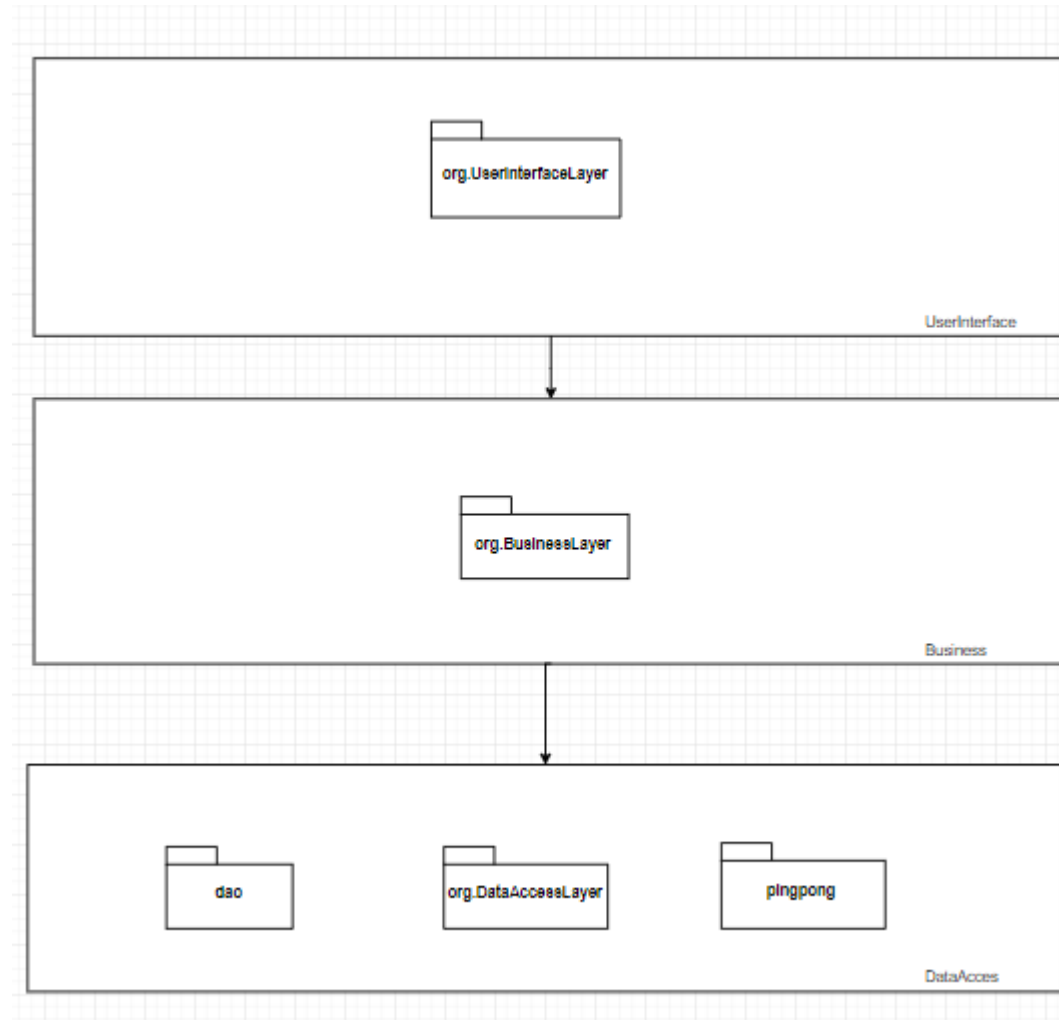 org.UserInterfaceLayer
UserInterface
org.BusinessLayer
Business
dao
org.DataAccessLayer
pingpong
DataAcces